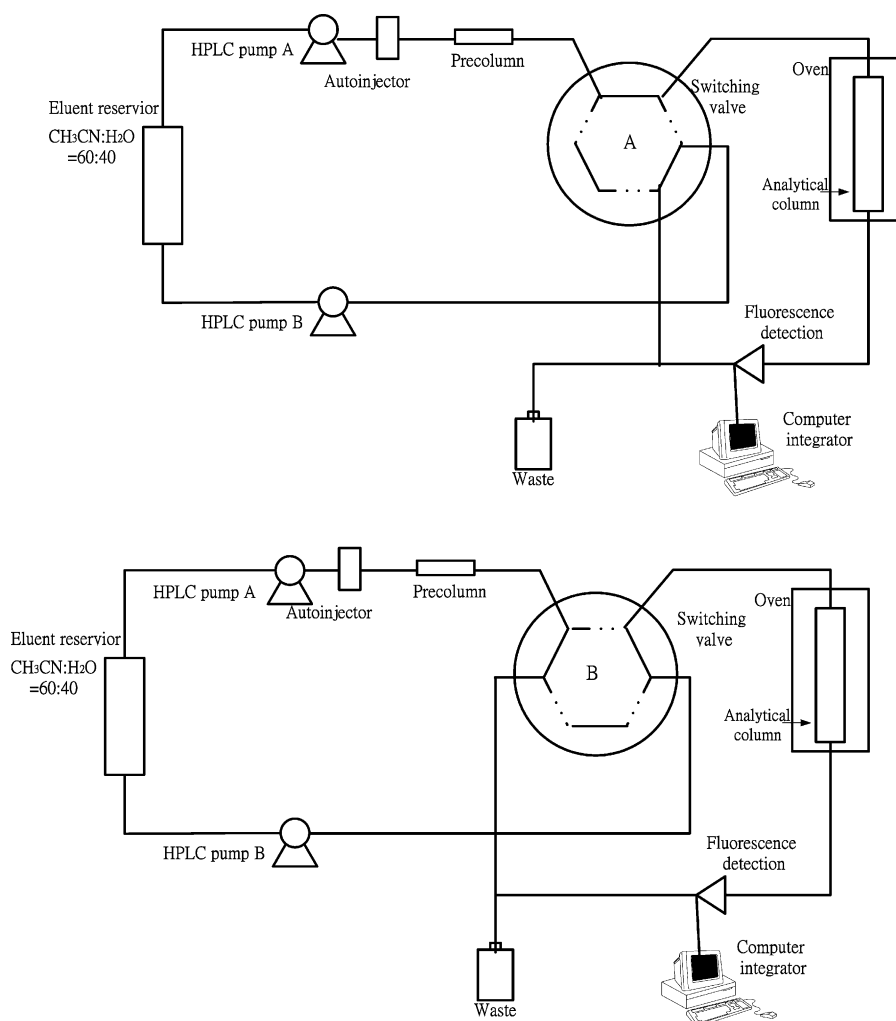 HPLC pump A
Autoinjector
Precolumn
Switching
valve
Oven
Eluent reservior
CH3CN:H2O
=60:40
A
Analytical
column
HPLC pump B
Fluorescence
detection
Computer
integrator
Waste
HPLC pump A
Autoinjector
Precolumn
Switching
valve
Oven
Eluent reservior
CH3CN:H2O
=60:40
B
Analytical
column
HPLC pump B
Fluorescence
detection
Computer
integrator
Waste